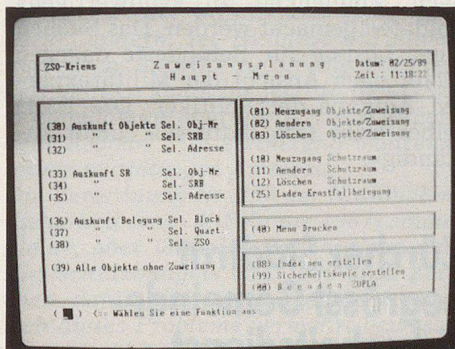 ZSO-Kriens
Zuweisungsplanung
Haupt - Menu
Datum: 02/25/89
Zeit : 11:18:22
(30) Auskunft Objekte Sel. Obj-Nr
(31) " " Sel. SRB
(32) " " Sel. Adresse
(33) Auskunft SR Sel. Obj-Nr
(34) " Sel. SRB
(35) " Sel. Adresse
(36) Auskunft Belegung Sel. Block
(37) " " Sel. Quart.
(38) " " Sel. ZSO
(39) Alle Objekte ohne Zuweisung
(01) Neuzugang Objekte/Zuweisung
(02) Aendern Objekte/Zuweisung
(03) Löschen Objekte/Zuweisung
(10) Neuzugang Schutzraum
(11) Aendern Schutzraum
(12) Löschen Schutzraum
(25) Laden Ernstfallbelegung
(40) Menu Drucken
(88) Index neu erstellen
(99) Sicherheitskopie erstellen
(00) B e e n d e n ZUPLA
( ) <== Wählen Sie eine Funktion aus